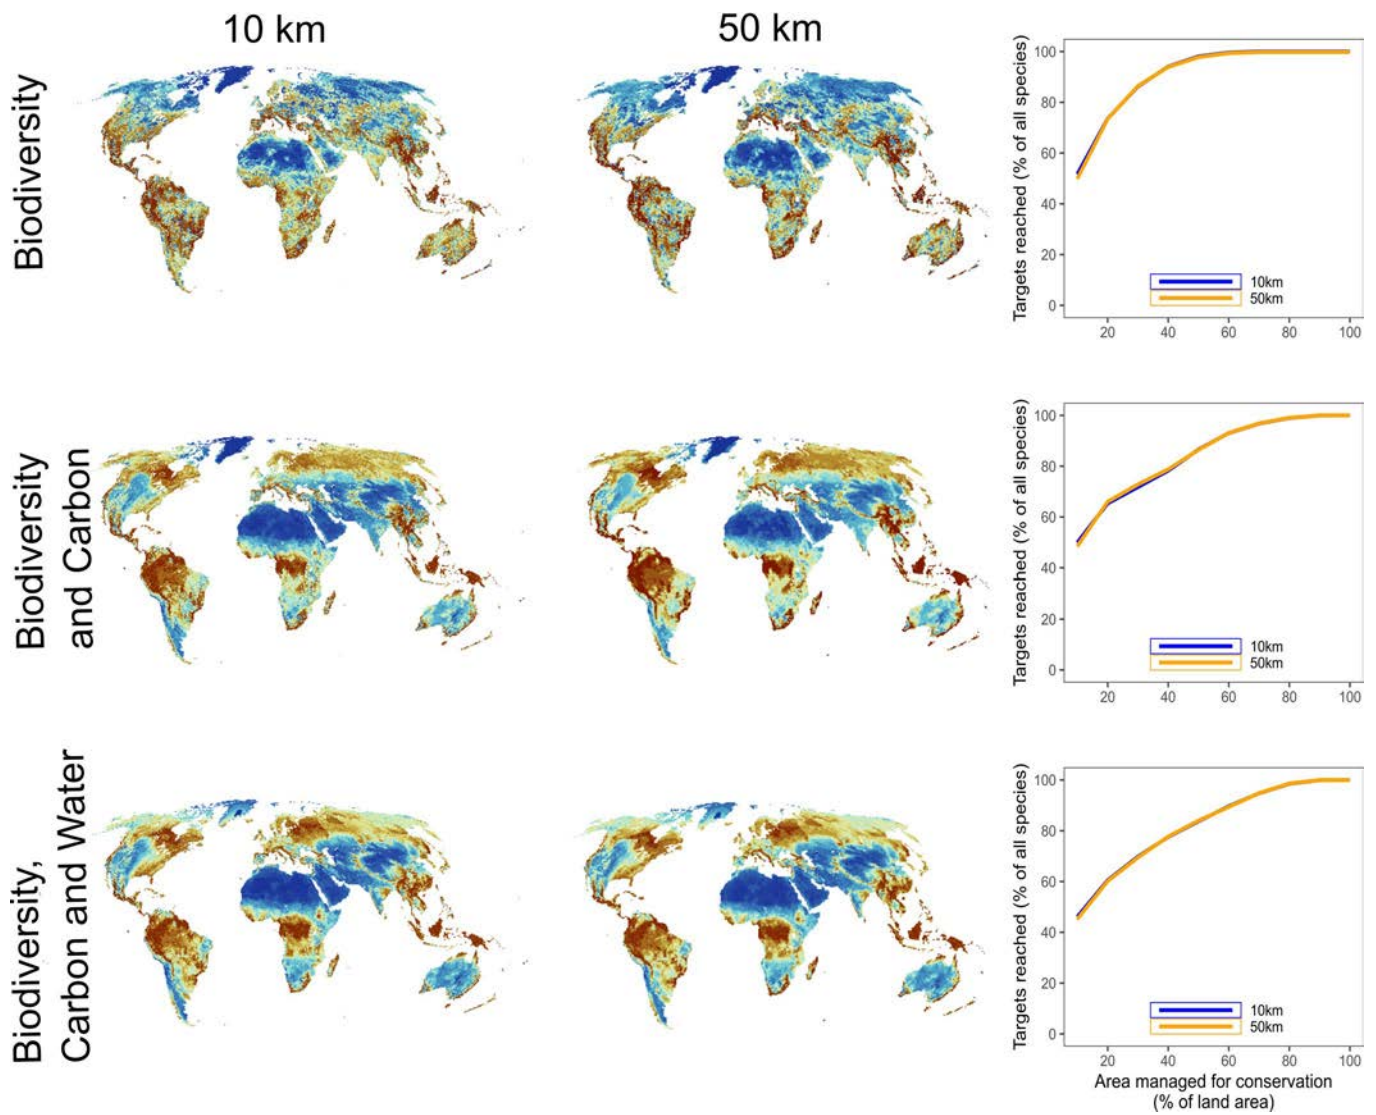 10 km
50 km
Biodiversity
Targets reached (% of all species)
100
80
60
40
20
0
10km
50km
20
40
60
80
100
Biodiversity
and Carbon
Targets reached (% of all species)
100
80
60
40
20
0
10km
50km
20
40
60
80
100
Biodiversity,
Carbon and Water
Targets reached (% of all species)
100
80
60
40
20
0
10km
50km
20
40
60
80
100
Area managed for conservation
(% of land area)